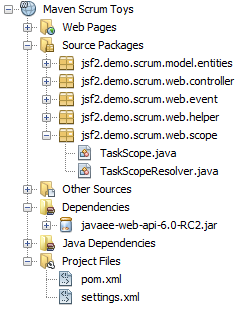 Maven Scrum Toys
Web Pages
Source Packages
jsf2.demo.scrum.model.entities
jsf2.demo.scrum.web.controller
jsf2.demo.scrum.web.event
jsf2.demo.scrum.web.helper
jsf2.demo.scrum.web.scope
TaskScope.java
TaskScopeResolver.java
Other Sources
Dependencies
javaee-web-api-6.0-RC2.jar
Java Dependencies
Project Files
pom.xml
settings.xml